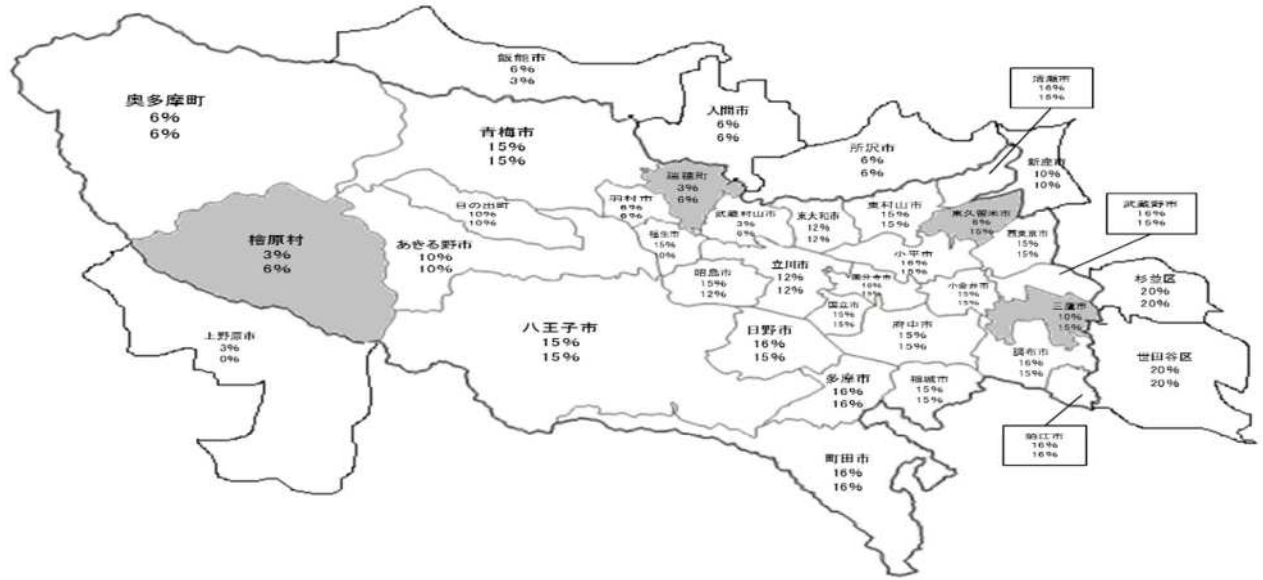 飯能市
6%
3%
奥多摩町
6%
6%
青梅市
15%
15%
入間市
6%
6%
所沢市
6%
6%
清瀬市
16%
15%
新座市
10%
10%
瑞穂町
3%
6%
羽村市
6%
6%
日の出町
10%
10%
武蔵村山市
3%
6%
東大和市
12%
12%
東村山市
15%
15%
東久留米市
6%
15%
西東京市
15%
15%
武蔵野市
16%
15%
檜原村
3%
6%
あきる野市
10%
10%
福生市
15%
10%
昭島市
15%
12%
立川市
12%
12%
小平市
16%
15%
国分寺市
小金井市
15%
15%
国立市
15%
15%
杉並区
20%
20%
三鷹市
10%
15%
上野原市
3%
0%
八王子市
15%
15%
日野市
16%
15%
府中市
15%
15%
調布市
16%
15%
世田谷区
20%
20%
多摩市
16%
16%
稲城市
15%
15%
狛江市
16%
16%
町田市
16%
16%